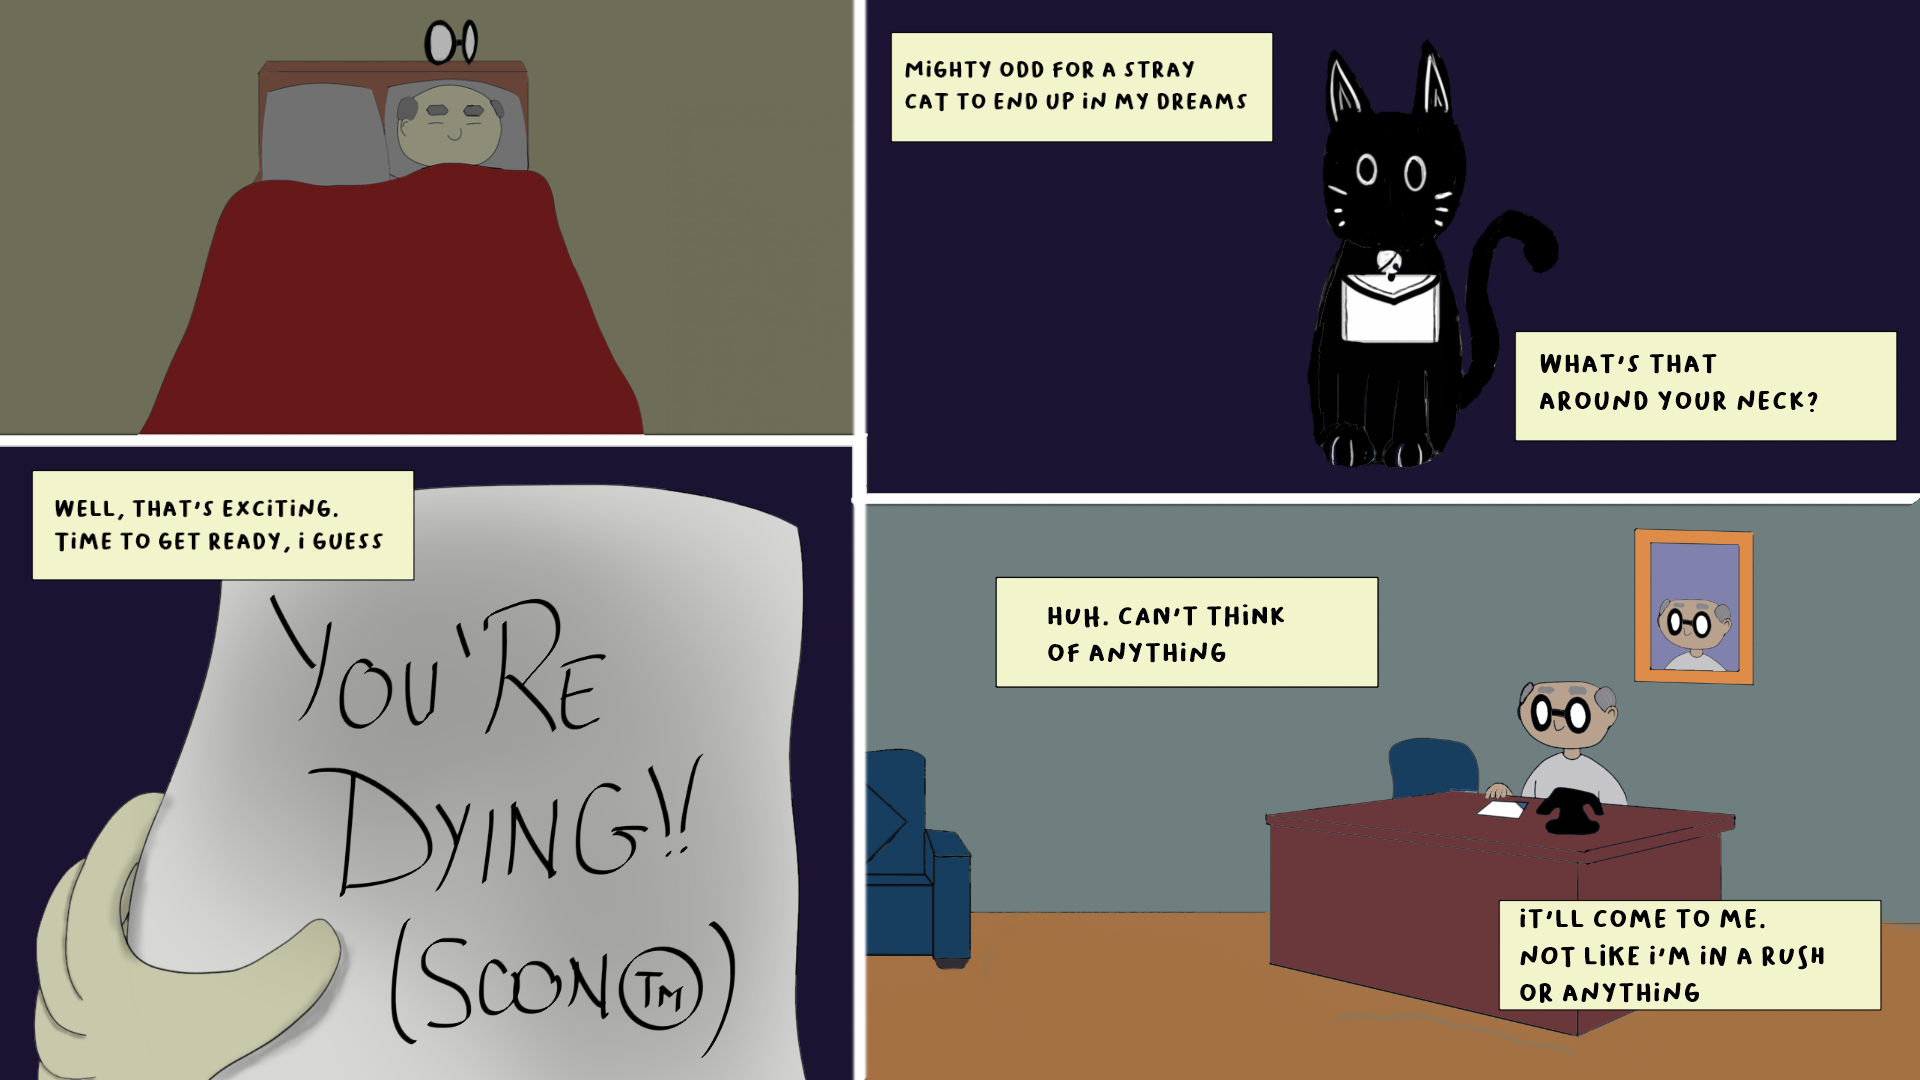 MiGHTY ODD FOR A STRAY
CAT TO END UP iN MY DREAMS
WHAT'S THAT
AROUND YOUR NECK?
WELL, THAT'S EXCiTiNG.
TiME TO GET READY, i GUESS
YOU'RE
DYING!!
(SOON TM)
HUH. CAN'T THiNK
OF ANYTHiNG
iT'LL COME TO ME.
NOT LiKE i'M iN A RUSH
OR ANYTHiNG